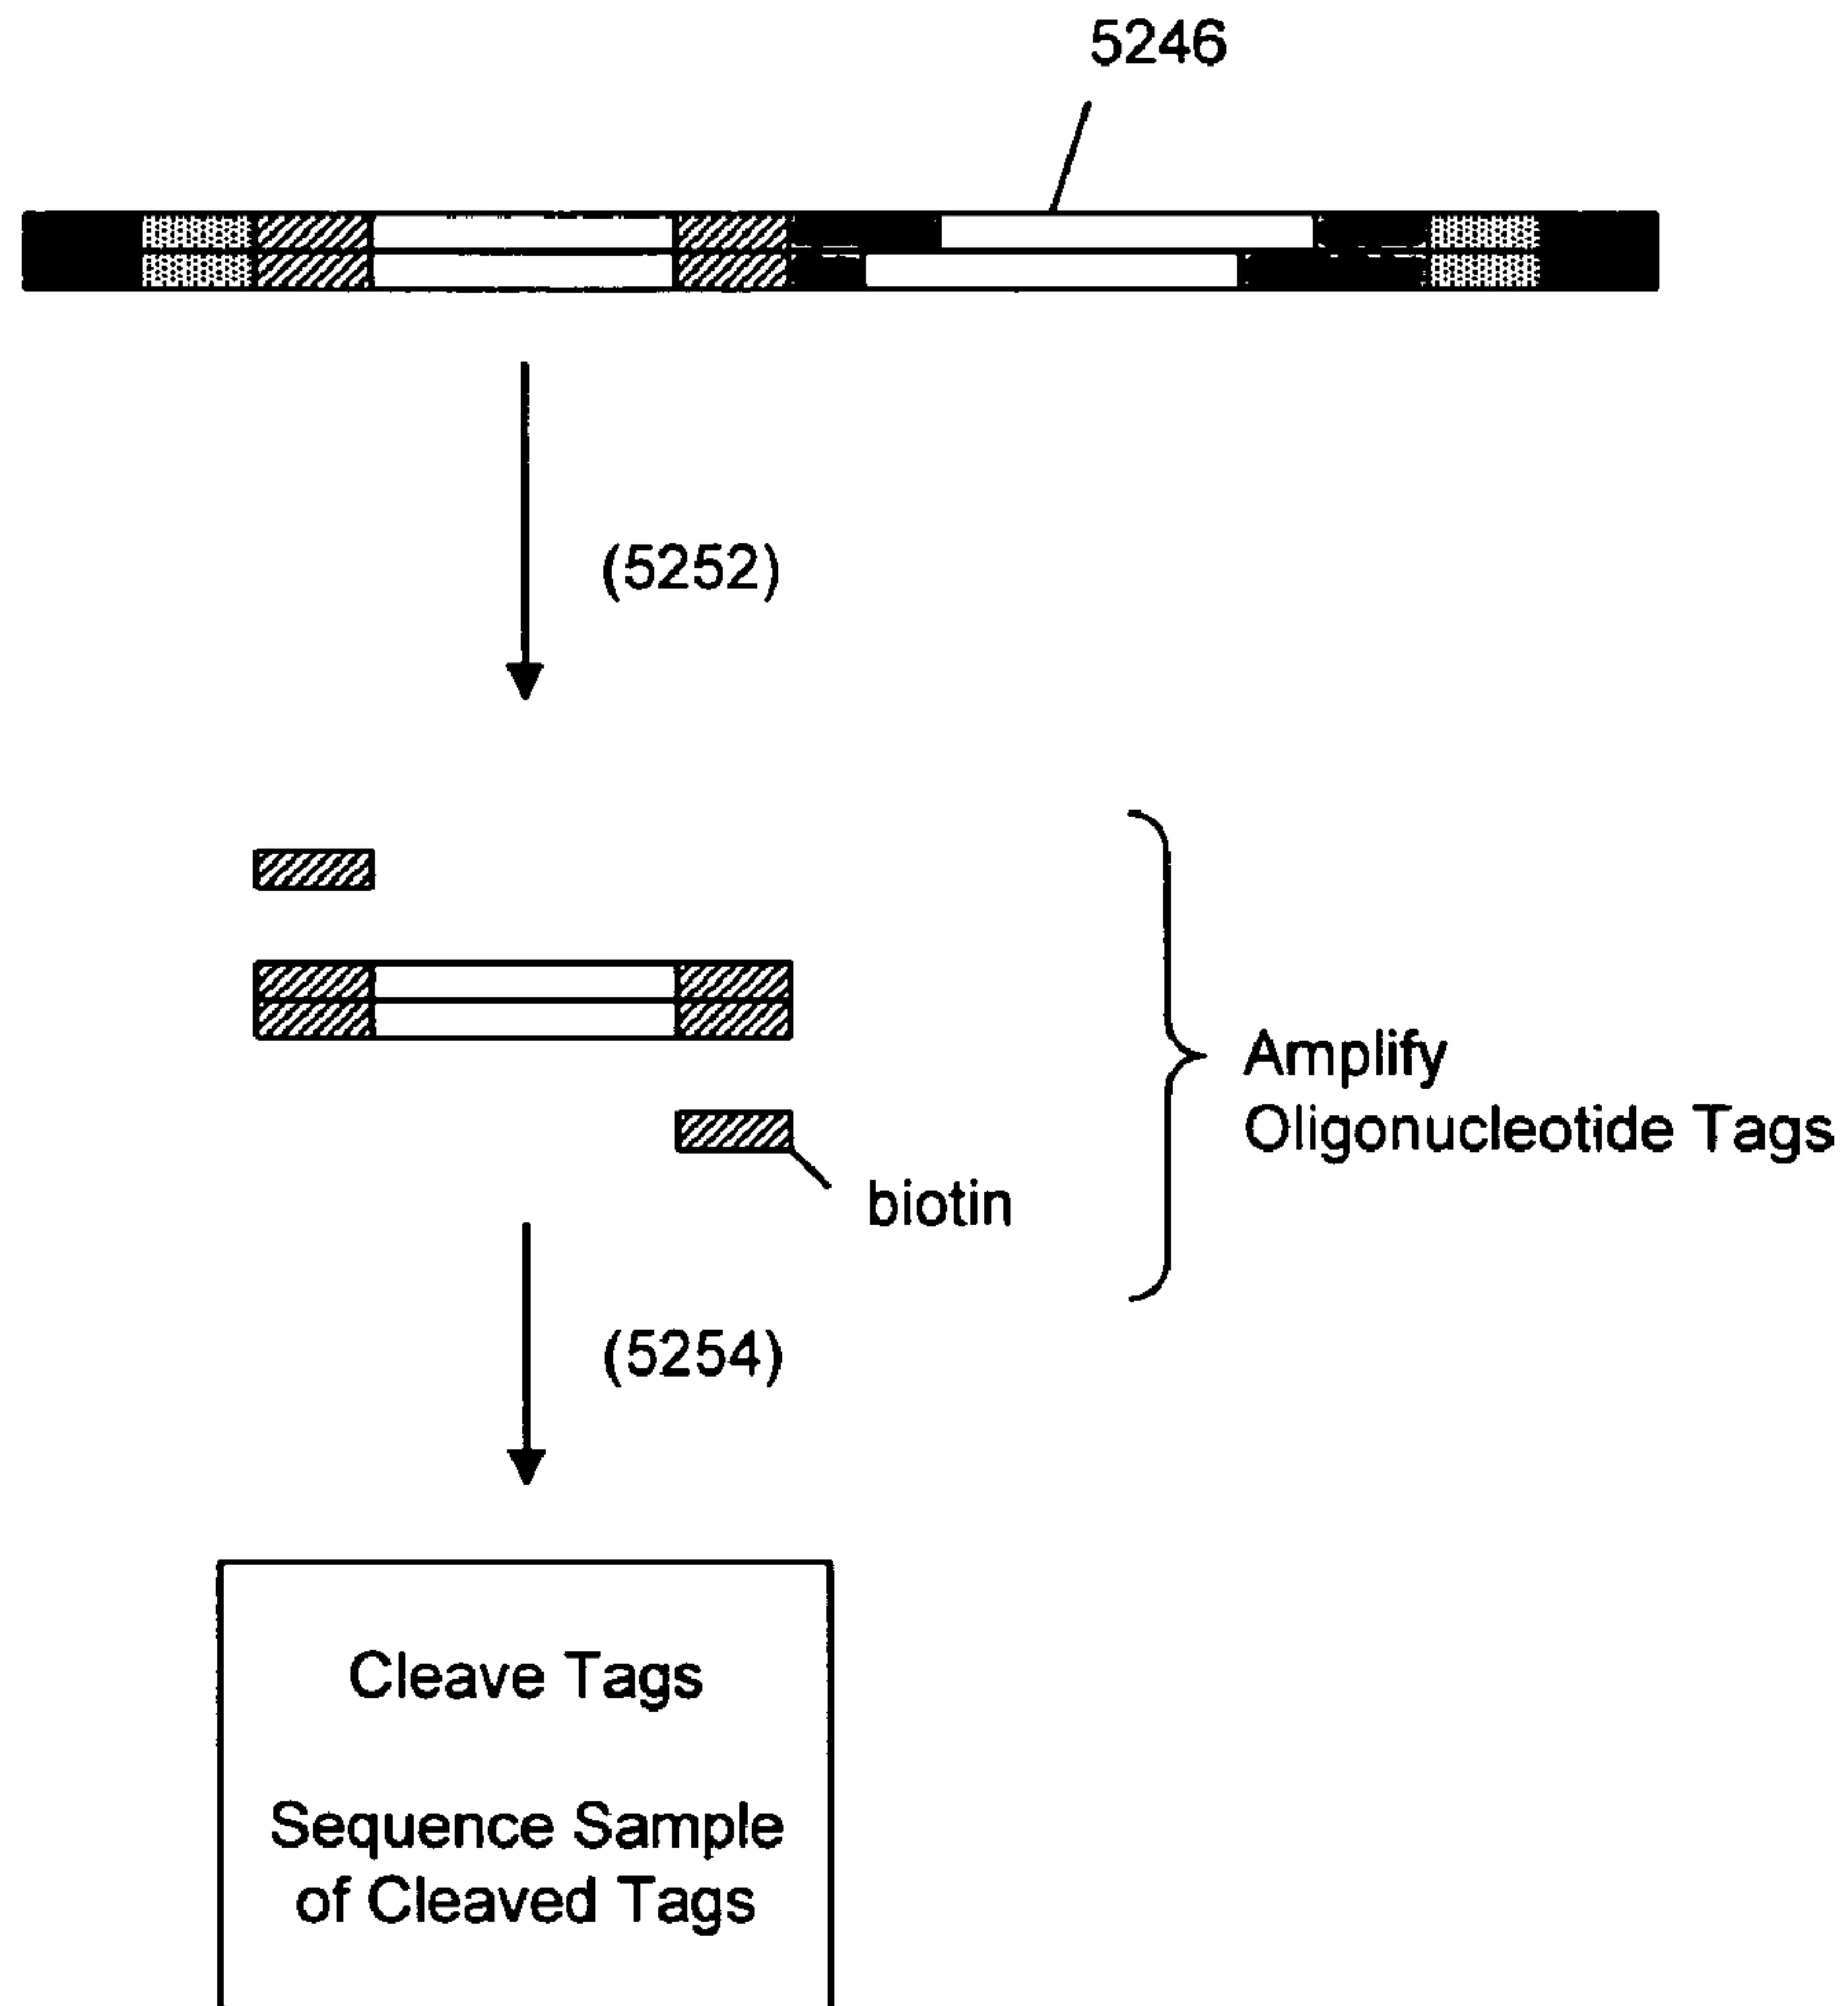 5246
(5252)
Amplify
Oligonucleotide Tags
biotin
(5254)
Cleave Tags
Sequence Sample
of Cleaved Tags